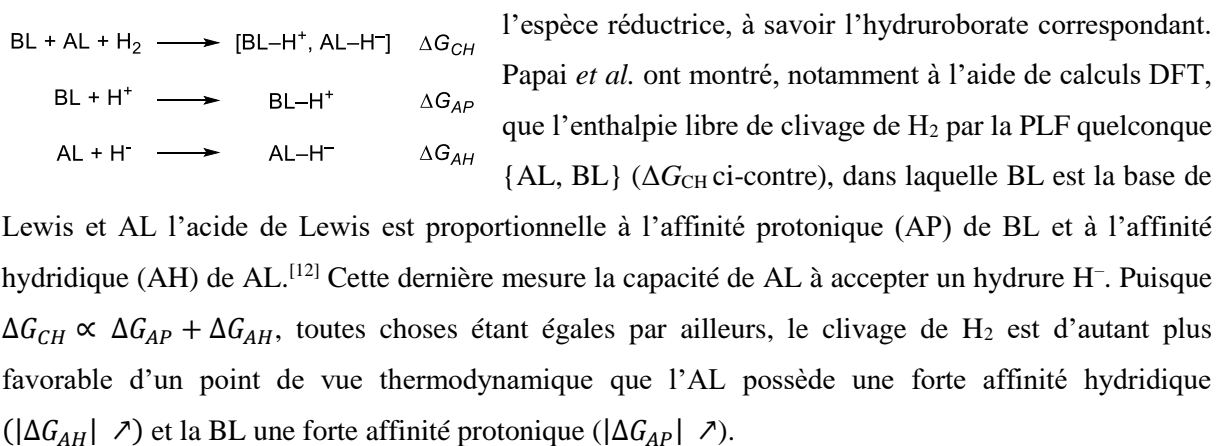 BL + AL + H₂ ⟶ [BL–H⁺, AL–H⁻] ΔG_CH
BL + H⁺ ⟶ BL–H⁺ ΔG_AP
AL + H⁻ ⟶ AL–H⁻ ΔG_AH
l’espèce réductrice, à savoir l’hydruroborate correspondant.
Papai et al. ont montré, notamment à l’aide de calculs DFT,
que l’enthalpie libre de clivage de H₂ par la PLF quelconque
{AL, BL} (ΔG_CH ci-contre), dans laquelle BL est la base de
Lewis et AL l’acide de Lewis est proportionnelle à l’affinité protonique (AP) de BL et à l’affinité
hydridique (AH) de AL.[12] Cette dernière mesure la capacité de AL à accepter un hydrure H⁻. Puisque
ΔG_CH ∝ ΔG_AP + ΔG_AH, toutes choses étant égales par ailleurs, le clivage de H₂ est d’autant plus
favorable d’un point de vue thermodynamique que l’AL possède une forte affinité hydridique
(|ΔG_AH| ↗) et la BL une forte affinité protonique (|ΔG_AP| ↗).